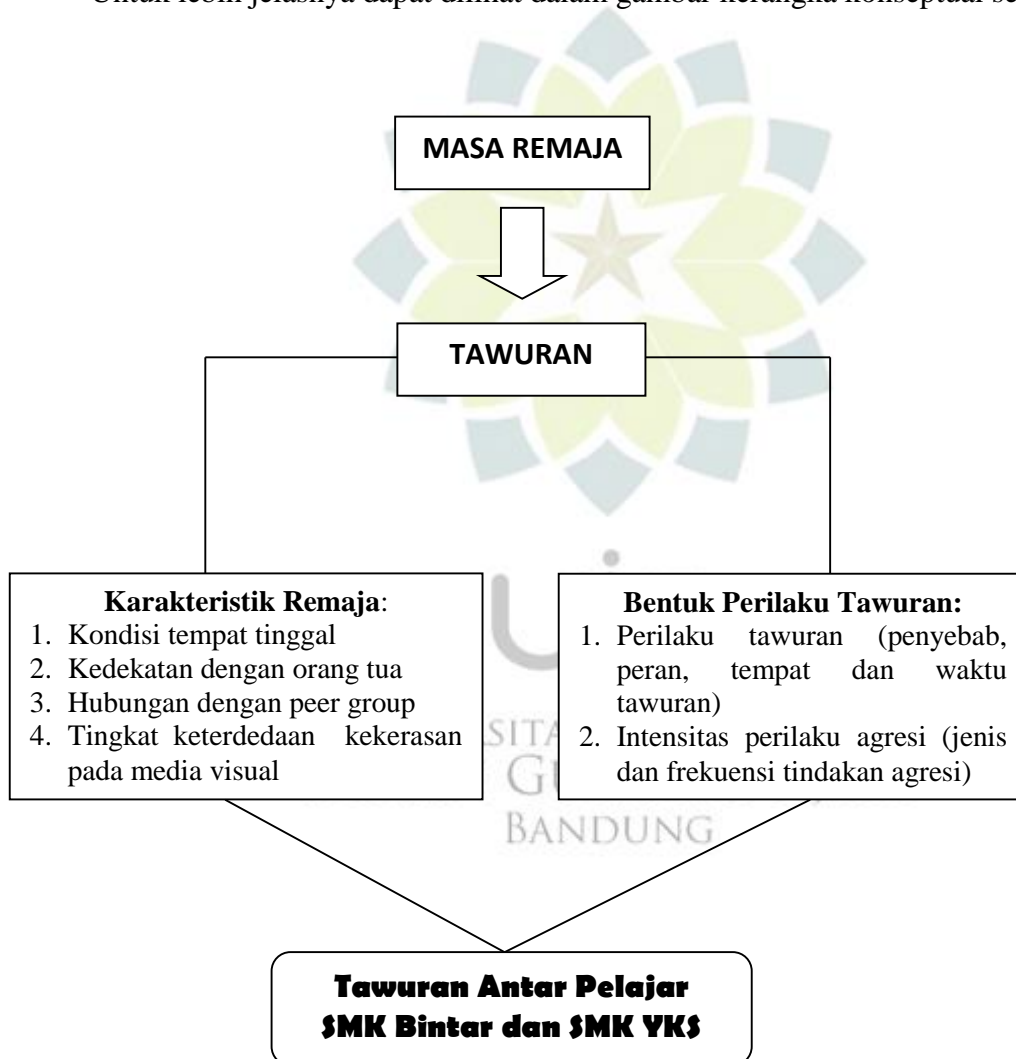 MASA REMAJA
TAWURAN
Karakteristik Remaja:
1. Kondisi tempat tinggal
2. Kedekatan dengan orang tua
3. Hubungan dengan peer group
4. Tingkat keterdedaan kekerasan
pada media visual
Bentuk Perilaku Tawuran:
1. Perilaku tawuran (penyebab,
peran, tempat dan waktu
tawuran)
2. Intensitas perilaku agresi (jenis
dan frekuensi tindakan agresi)
BANDUNG
Tawuran Antar Pelajar
SMK Bintar dan SMK YKS